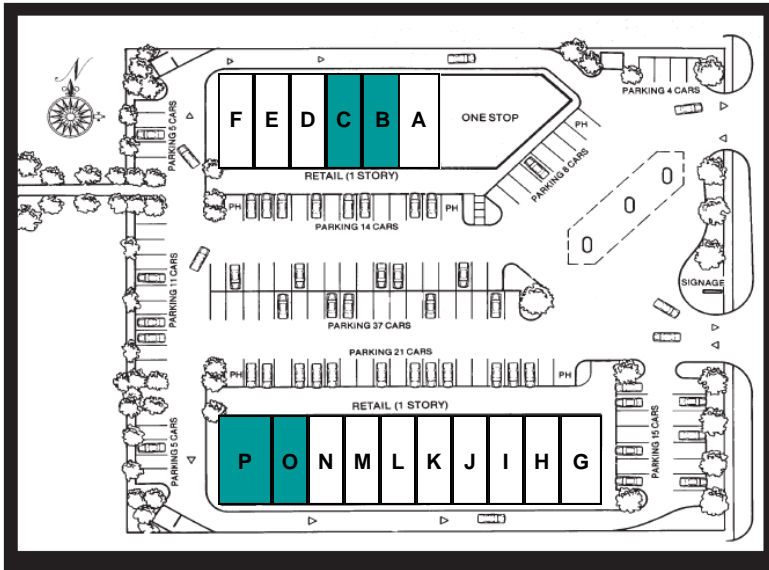 N
PARKING 4 CARS
PARKING 5 CARS
F E D C B A
ONE STOP
PH
RETAIL (1 STORY)
PARKING 8 CARS
PH
PH
PARKING 14 CARS
PARKING 11 CARS
SIGNAGE
PARKING 37 CARS
PARKING 21 CARS
PH
PH
RETAIL (1 STORY)
PARKING 5 CARS
P O N M L K J I H G
PARKING 15 CARS